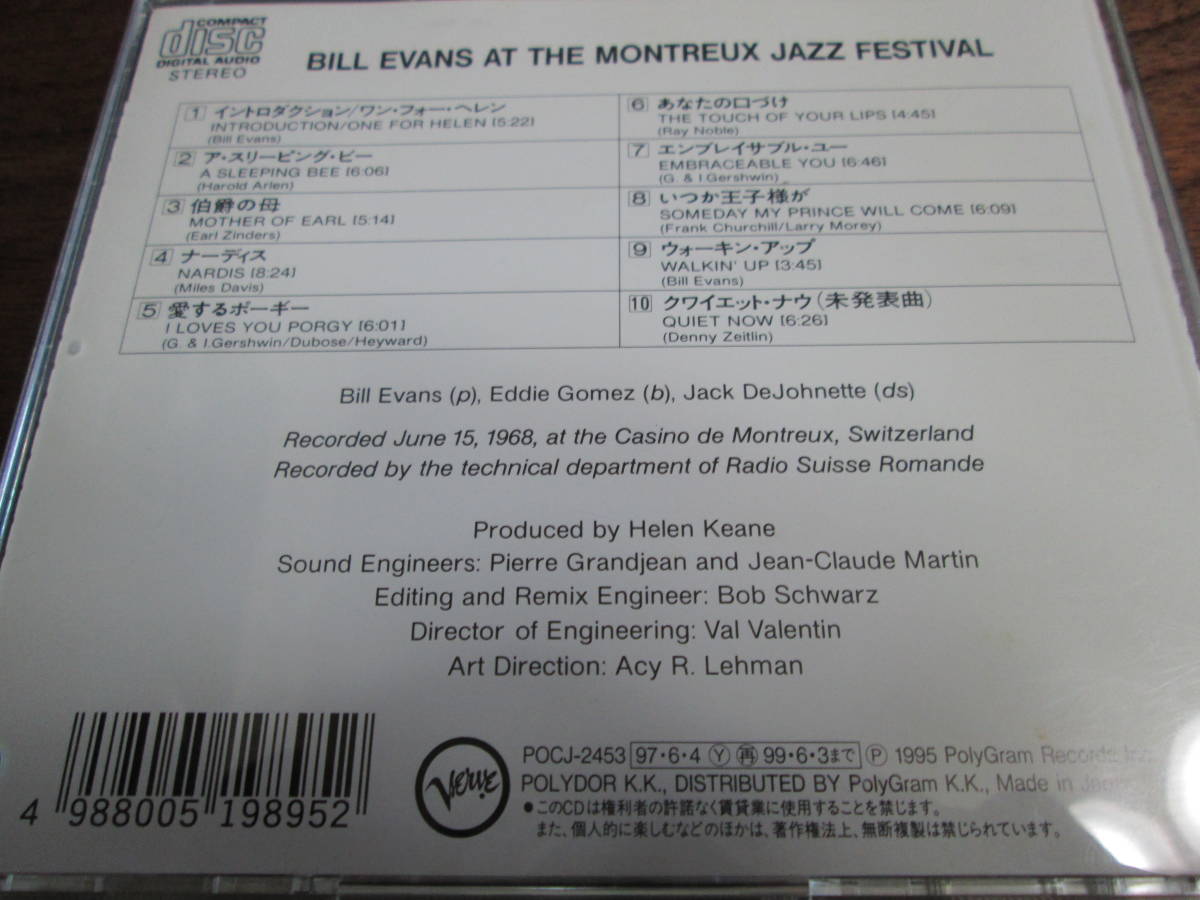 COMPACT
disc
DIGITAL AUDIO
STEREO
BILL EVANS AT THE MONTREUX JAZZ FESTIVAL
1 イントロダクション/ワン・フォー・ヘレン
INTRODUCTION/ONE FOR HELEN [5:22]
(Bill Evans)
2 ア・スリーピング・ビー
A SLEEPING BEE [6:06]
(Harold Arlen)
3 伯爵の母
MOTHER OF EARL [5:14]
(Earl Zinders)
4 ナーディス
NARDIS [8:24]
(Miles Davis)
5 愛するポーギー
I LOVES YOU PORGY [6:01]
(G. & I.Gershwin/Dubose/Heyward)
6 あなたの口づけ
THE TOUCH OF YOUR LIPS [4:45]
(Ray Noble)
7 エンブレイサブル・ユー
EMBRACEABLE YOU [6:46]
(G. & I.Gershwin)
8 いつか王子様が
SOMEDAY MY PRINCE WILL COME [6:09]
(Frank Churchill/Larry Morey)
9 ウォーキン・アップ
WALKIN' UP [3:45]
(Bill Evans)
10 クワイエット・ナウ(未発表曲)
QUIET NOW [6:26]
(Denny Zeitlin)
Bill Evans (p), Eddie Gomez (b), Jack DeJohnette (ds)
Recorded June 15, 1968, at the Casino de Montreux, Switzerland
Recorded by the technical department of Radio Suisse Romande
Produced by Helen Keane
Sound Engineers: Pierre Grandjean and Jean-Claude Martin
Editing and Remix Engineer: Bob Schwarz
Director of Engineering: Val Valentin
Art Direction: Acy R. Lehman
4 988005 198952
Verve
POCJ-2453 97・6・4 Ⓨ ㊢ 99・6・3まで Ⓟ 1995 PolyGram Records Inc.
POLYDOR K.K., DISTRIBUTED BY PolyGram K.K., Made in Japan
●このCDは権利者の許諾なく賃貸業に使用することを禁じます。
また、個人的に楽しむなどのほかは、著作権法上、無断複製は禁じられています。